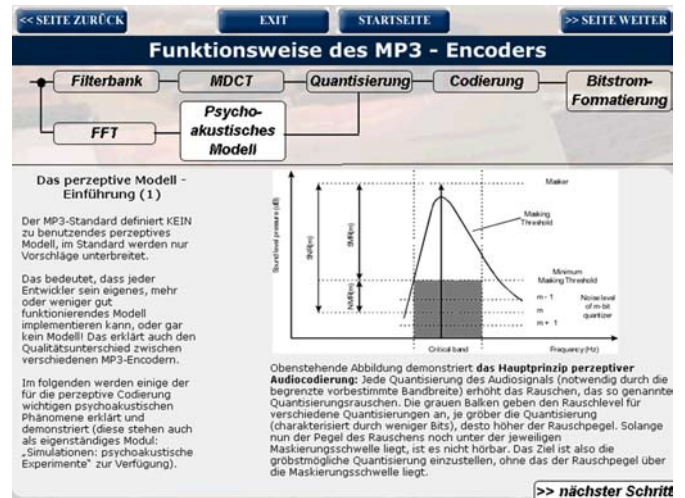 << SEITE ZURÜCK
EXIT
STARTSEITE
>> SEITE WEITER
Funktionsweise des MP3 - Encoders
Filterbank
MDCT
Quantisierung
Codierung
Bitstrom-
Formatierung
FFT
Psycho-
akustisches
Modell
Das perzeptive Modell -
Einführung (1)
Der MP3-Standard definiert KEIN
zu benutzendes perzeptives
Modell, im Standard werden nur
Vorschläge unterbreitet.
Das bedeutet, dass jeder
Entwickler sein eigenes, mehr
oder weniger gut
funktionierendes Modell
implementieren kann, oder gar
kein Modell! Das erklärt auch den
Qualitätsunterschied zwischen
verschiedenen MP3-Encodern.
Im folgenden werden einige der
für die perzeptive Codierung
wichtigen psychoakustischen
Phänomene erklärt und
demonstriert (diese stehen auch
als eigenständiges Modul:
„Simulationen: psychoakustische
Experimente" zur Verfügung).
Sound level pressure (dB)
SNR(m)
SMR(m)
NMR(m)
Masker
Masking
Threshold
Minimum
Masking Threshold
m - 1
m
m + 1
Noise level
of m-bit
quantizer
Critical band
Frequency (Hz)
Obenstehende Abbildung demonstriert das Hauptprinzip perzeptiver
Audiocodierung: Jede Quantisierung des Audiosignals (notwendig durch die
begrenzte vorbestimmte Bandbreite) erhöht das Rauschen, das so genannte
Quantisierungsrauschen. Die grauen Balken geben den Rauschlevel für
verschiedene Quantisierungen an, je gröber die Quantisierung
(charakterisiert durch weniger Bits), desto höher der Rauschpegel. Solange
nun der Pegel des Rauschens noch unter der jeweiligen
Maskierungsschwelle liegt, ist es nicht hörbar. Das Ziel ist also die
gröbstmögliche Quantisierung einzustellen, ohne das der Rauschpegel über
die Maskierungsschwelle liegt.
>> nächster Schritt